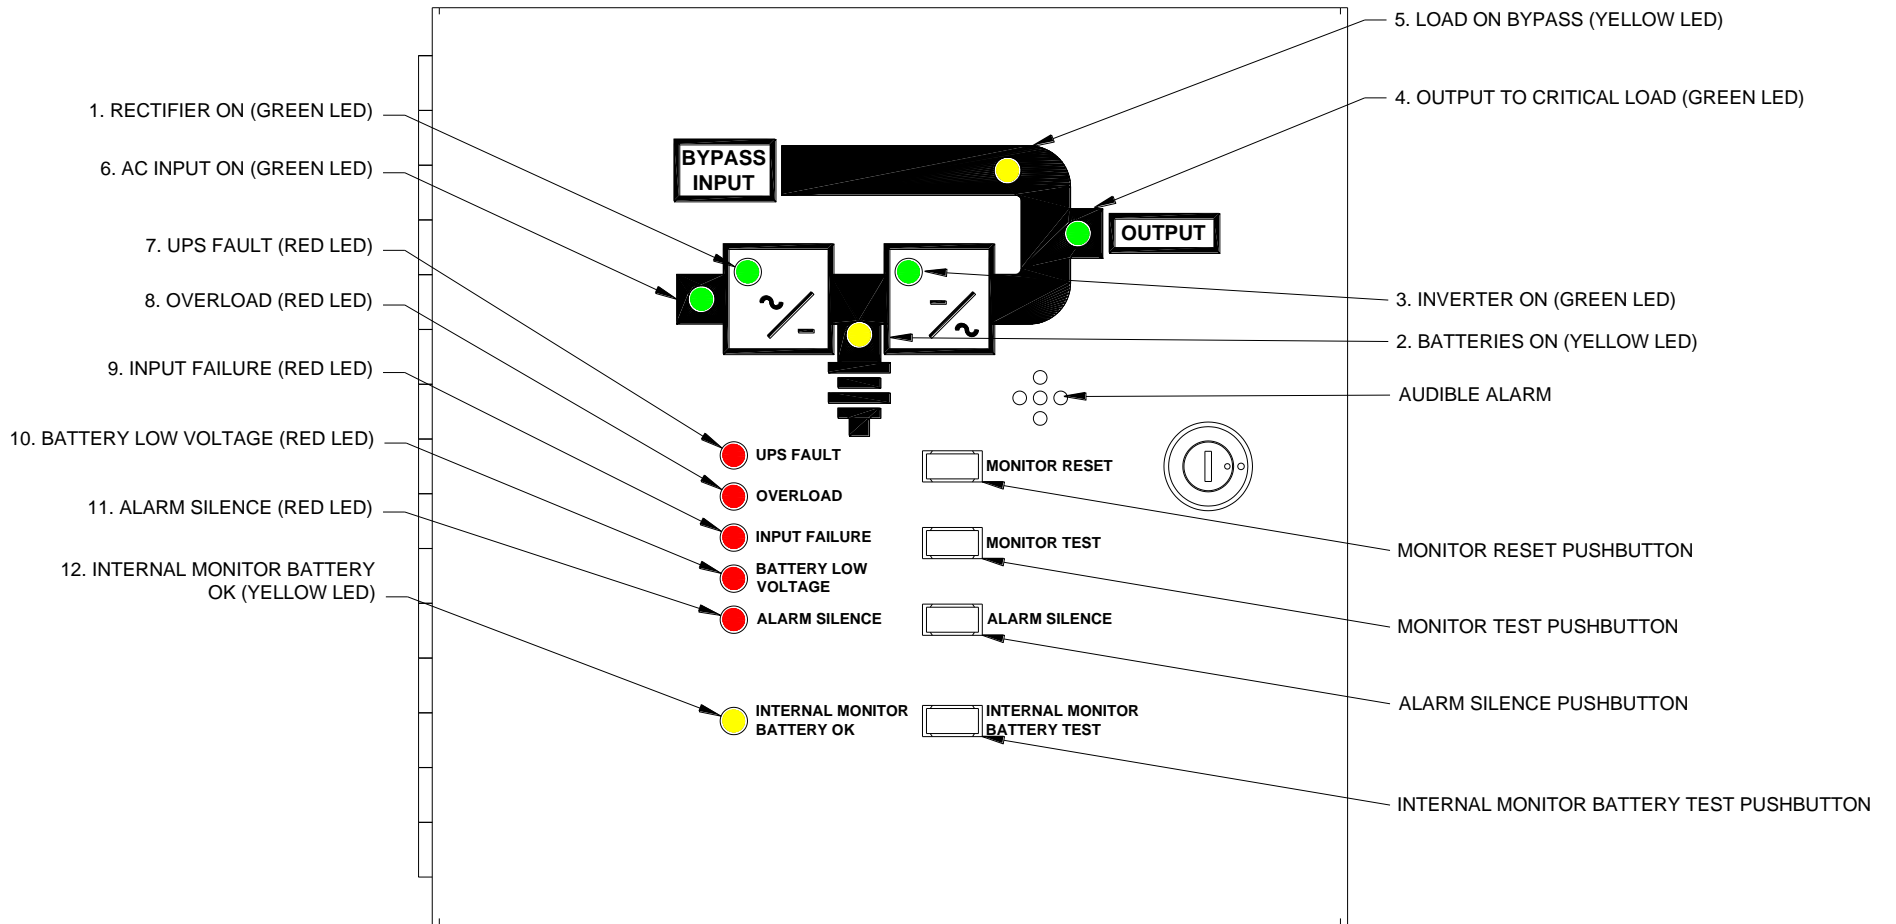 5. LOAD ON BYPASS (YELLOW LED)
4. OUTPUT TO CRITICAL LOAD (GREEN LED)
1. RECTIFIER ON (GREEN LED)
6. AC INPUT ON (GREEN LED)
7. UPS FAULT (RED LED)
8. OVERLOAD (RED LED)
9. INPUT FAILURE (RED LED)
10. BATTERY LOW VOLTAGE (RED LED)
11. ALARM SILENCE (RED LED)
12. INTERNAL MONITOR BATTERY
OK (YELLOW LED)
BYPASS
INPUT
OUTPUT
UPS FAULT
OVERLOAD
INPUT FAILURE
BATTERY LOW
VOLTAGE
ALARM SILENCE
INTERNAL MONITOR
BATTERY OK
MONITOR RESET
MONITOR TEST
ALARM SILENCE
INTERNAL MONITOR
BATTERY TEST
3. INVERTER ON (GREEN LED)
2. BATTERIES ON (YELLOW LED)
AUDIBLE ALARM
MONITOR RESET PUSHBUTTON
MONITOR TEST PUSHBUTTON
ALARM SILENCE PUSHBUTTON
INTERNAL MONITOR BATTERY TEST PUSHBUTTON